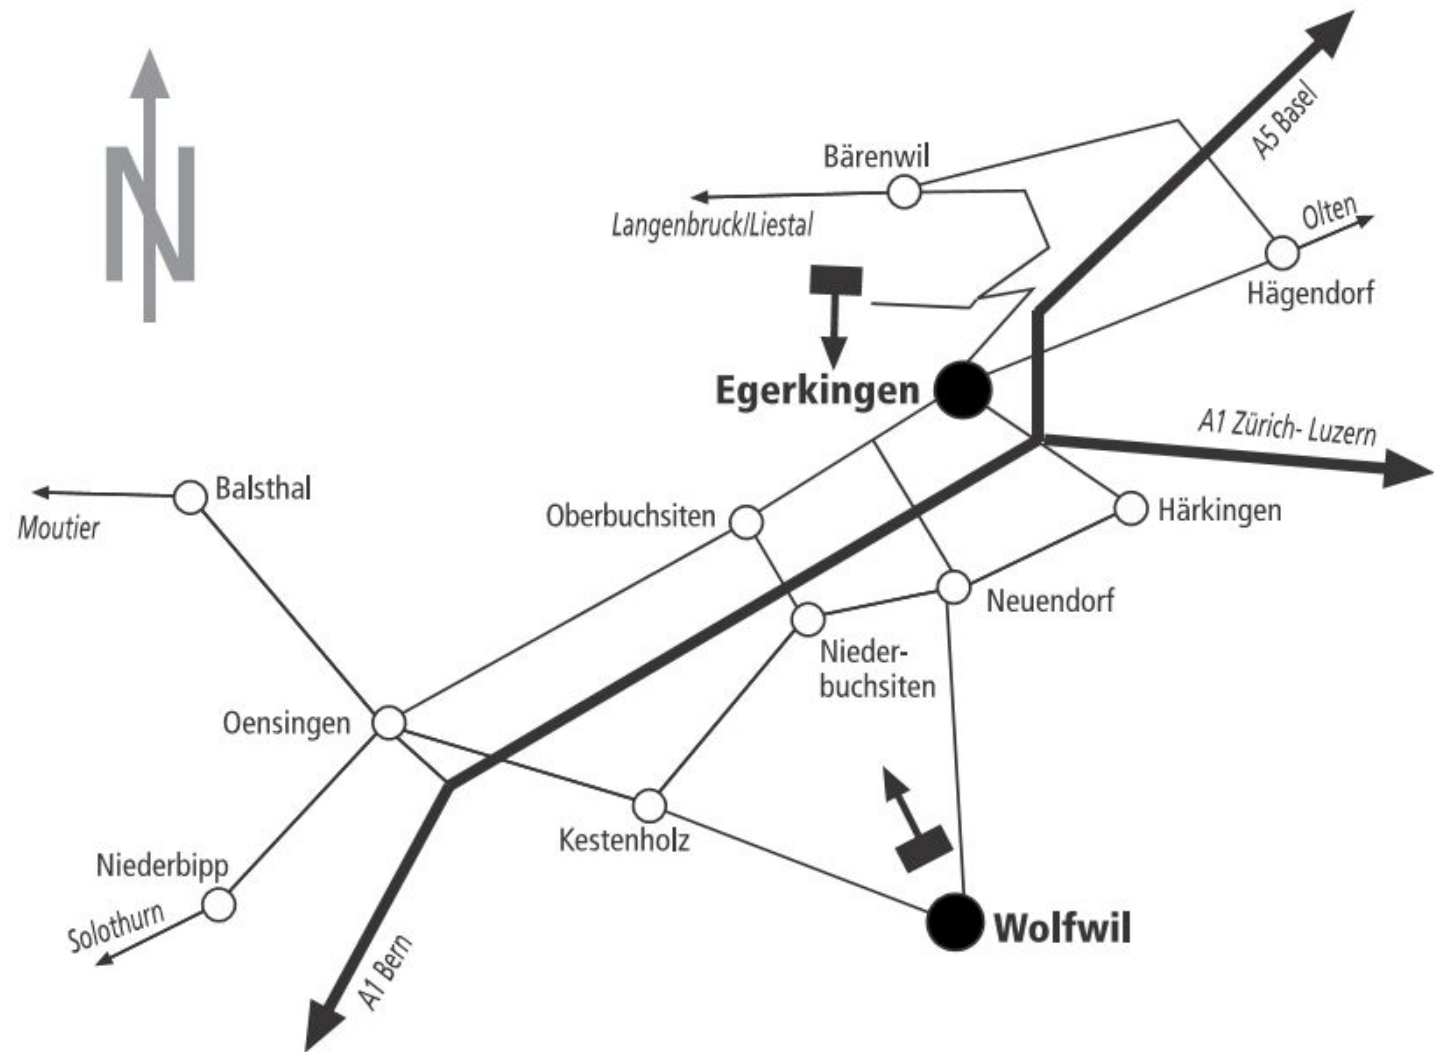 N
A5 Basel
Bärenwil
Olten
Langenbruck/Liestal
Hägendorf
Egerkingen
A1 Zürich- Luzern
Balsthal
Moutier
Oberbuchsiten
Härkingen
Neuendorf
Nieder-
buchsiten
Oensingen
Kestenholz
Niederbipp
Solothurn
Wolfwil
A1 Bern